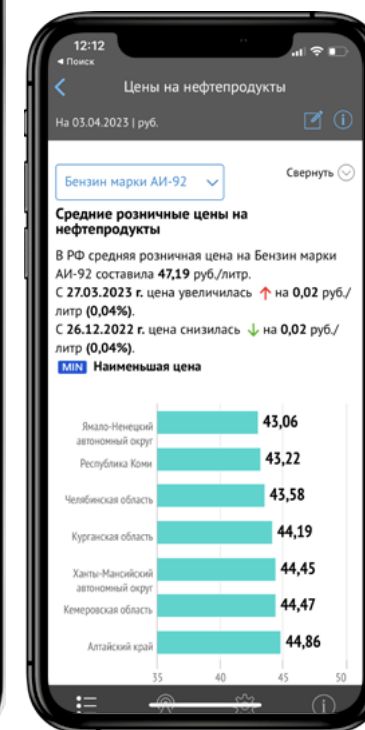 12:12
◀ Поиск
Цены на нефтепродукты
На 03.04.2023 | руб.
Бензин марки АИ-92
Свернуть
Средние розничные цены на
нефтепродукты
В РФ средняя розничная цена на Бензин марки
АИ-92 составила 47,19 руб./литр.
С 27.03.2023 г. цена увеличилась ↑ на 0,02 руб./
литр (0,04%).
С 26.12.2022 г. цена снизилась ↓ на 0,02 руб./
литр (0,04%).
MIN Наименьшая цена
Ямало-Ненецкий
автономный округ
43,06
Республика Коми
43,22
Челябинская область
43,58
Курганская область
44,19
Ханты-Мансийский
автономный округ
44,45
Кемеровская область
44,47
Алтайский край
44,86
35 40 45 50